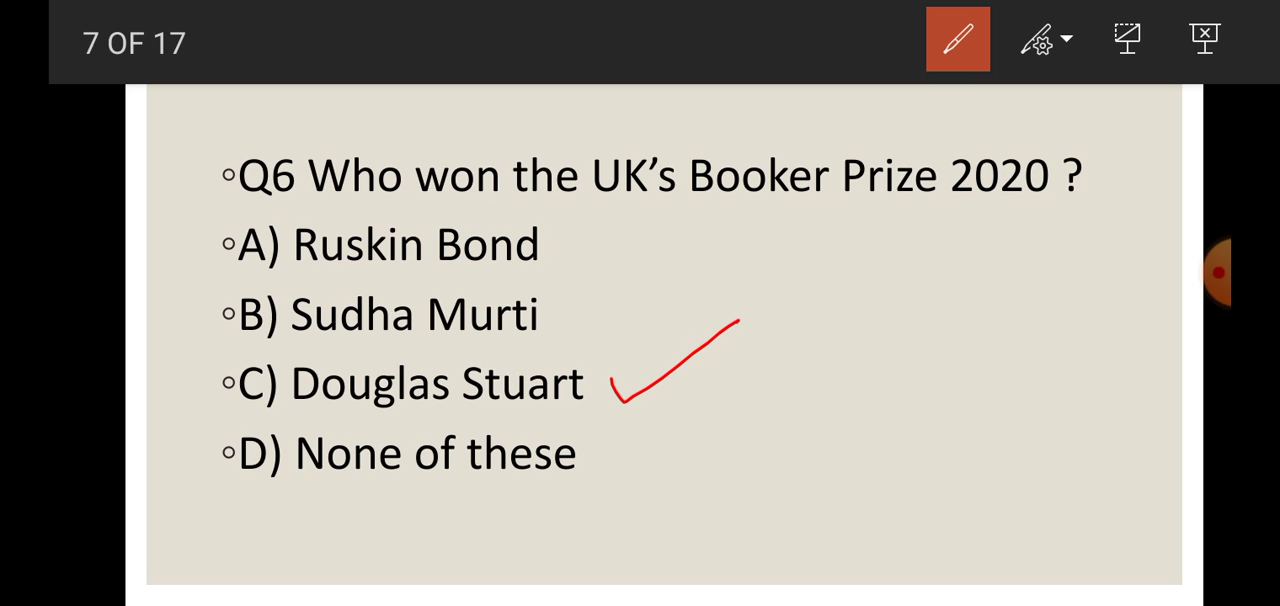 7 OF 17
◦Q6 Who won the UK’s Booker Prize 2020 ?
◦A) Ruskin Bond
◦B) Sudha Murti
◦C) Douglas Stuart
◦D) None of these